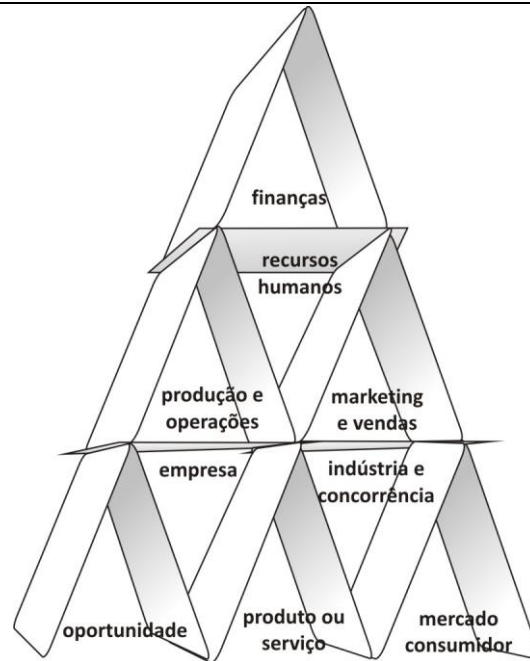 finanças
recursos
humanos
produção e
operações
marketing
e vendas
empresa
indústria e
concorrência
oportunidade
produto ou
serviço
mercado
consumidor